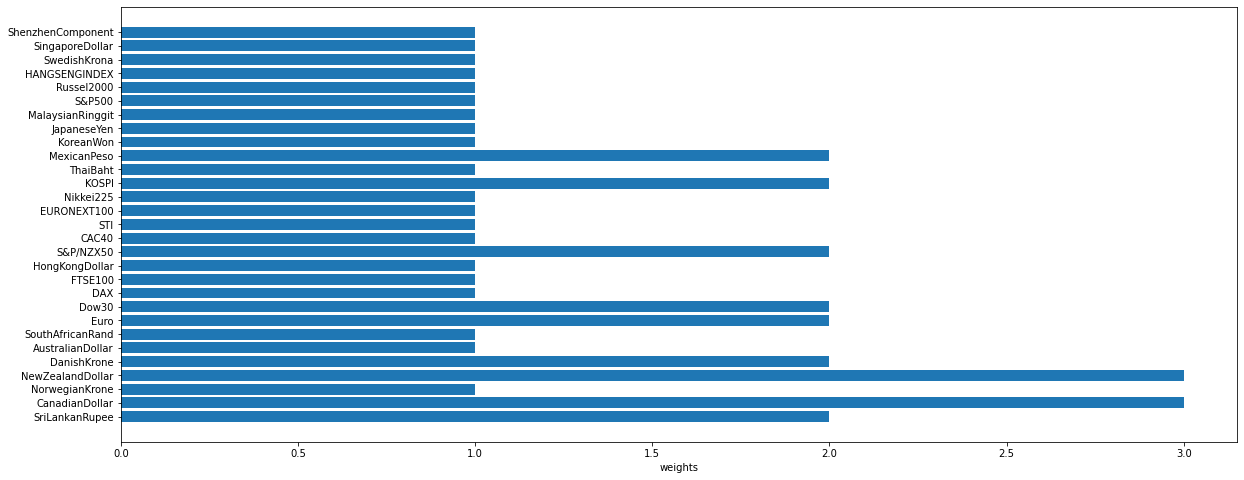 ShenzhenComponent
SingaporeDollar
SwedishKrona
HANGSENGINDEX
Russel2000
S&P500
MalaysianRinggit
JapaneseYen
KoreanWon
MexicanPeso
ThaiBaht
KOSPI
Nikkei225
EURONEXT100
STI
CAC40
S&P/NZX50
HongKongDollar
FTSE100
DAX
Dow30
Euro
SouthAfricanRand
AustralianDollar
DanishKrone
NewZealandDollar
NorwegianKrone
CanadianDollar
SriLankanRupee
0.0 0.5 1.0 1.5 2.0 2.5 3.0
weights